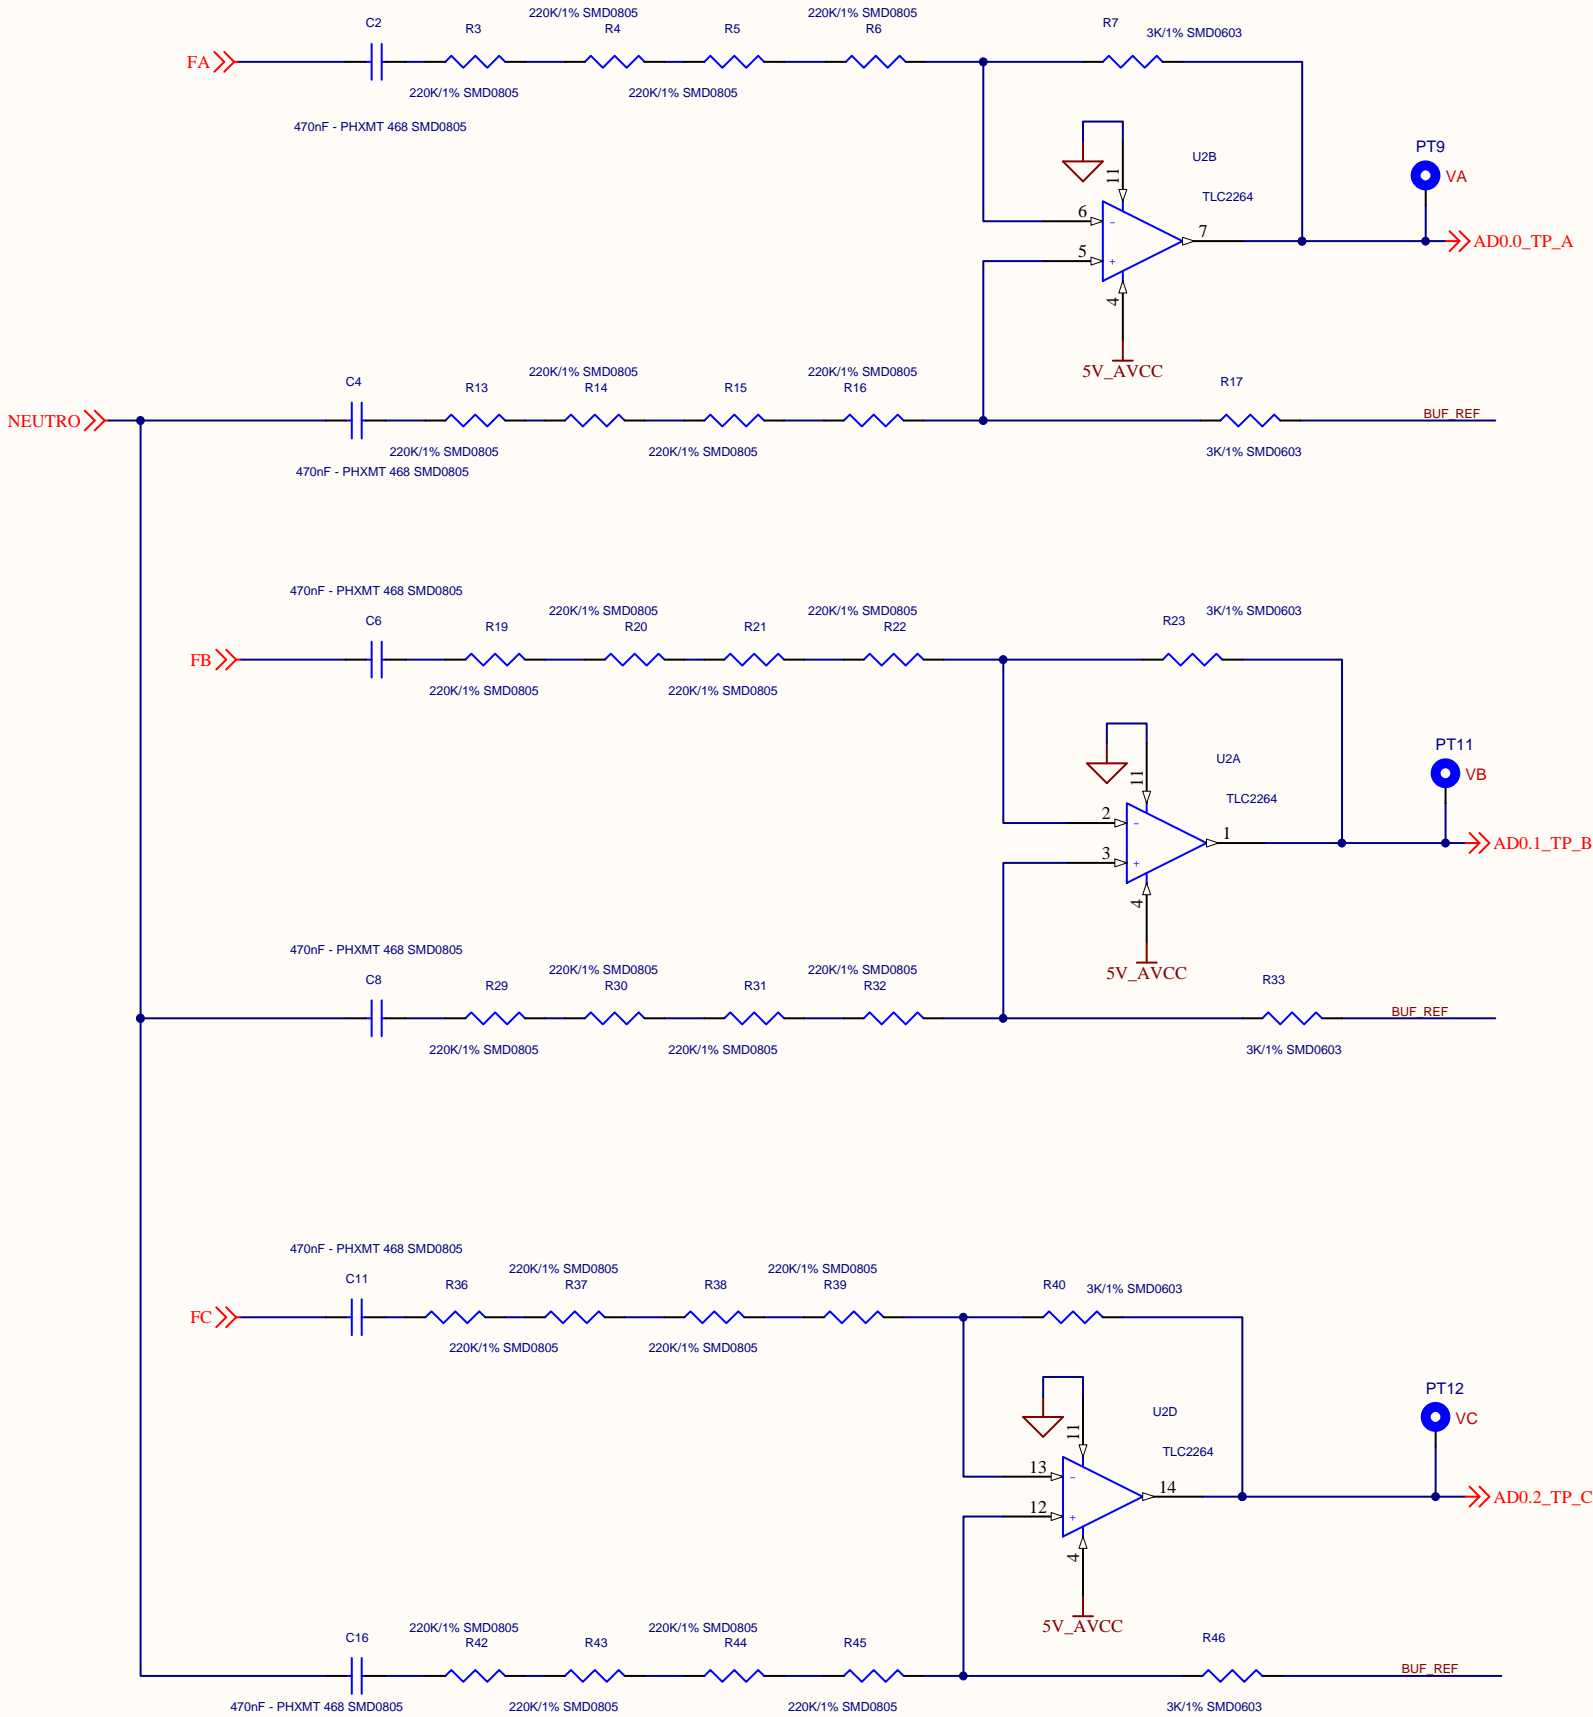 220K/1% SMD0805
220K/1% SMD0805
C2
R3
R4
R5
R6
R7
3K/1% SMD0603
FA
220K/1% SMD0805
220K/1% SMD0805
470nF - PHXMT 468 SMD0805
11
U2B
TLC2264
PT9
VA
6
-
7
AD0.0_TP_A
5
+
4
5V_AVCC
220K/1% SMD0805
220K/1% SMD0805
C4
R13
R14
R15
R16
R17
NEUTRO
BUF_REF
220K/1% SMD0805
220K/1% SMD0805
3K/1% SMD0603
470nF - PHXMT 468 SMD0805
470nF - PHXMT 468 SMD0805
220K/1% SMD0805
220K/1% SMD0805
3K/1% SMD0603
C6
R19
R20
R21
R22
R23
FB
220K/1% SMD0805
220K/1% SMD0805
11
U2A
TLC2264
PT11
VB
2
-
1
AD0.1_TP_B
3
+
4
5V_AVCC
470nF - PHXMT 468 SMD0805
220K/1% SMD0805
220K/1% SMD0805
C8
R29
R30
R31
R32
R33
BUF_REF
220K/1% SMD0805
220K/1% SMD0805
3K/1% SMD0603
470nF - PHXMT 468 SMD0805
220K/1% SMD0805
220K/1% SMD0805
C11
R36
R37
R38
R39
R40
3K/1% SMD0603
FC
220K/1% SMD0805
220K/1% SMD0805
11
U2D
TLC2264
PT12
VC
13
-
14
AD0.2_TP_C
12
+
4
5V_AVCC
220K/1% SMD0805
220K/1% SMD0805
C16
R42
R43
R44
R45
R46
BUF_REF
470nF - PHXMT 468 SMD0805
220K/1% SMD0805
220K/1% SMD0805
3K/1% SMD0603